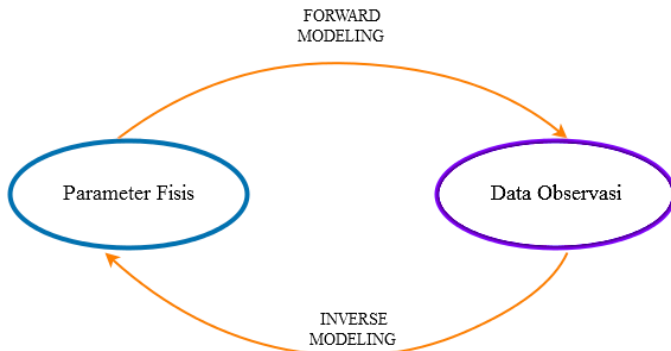 FORWARD
MODELING
Parameter Fisis
Data Observasi
INVERSE
MODELING